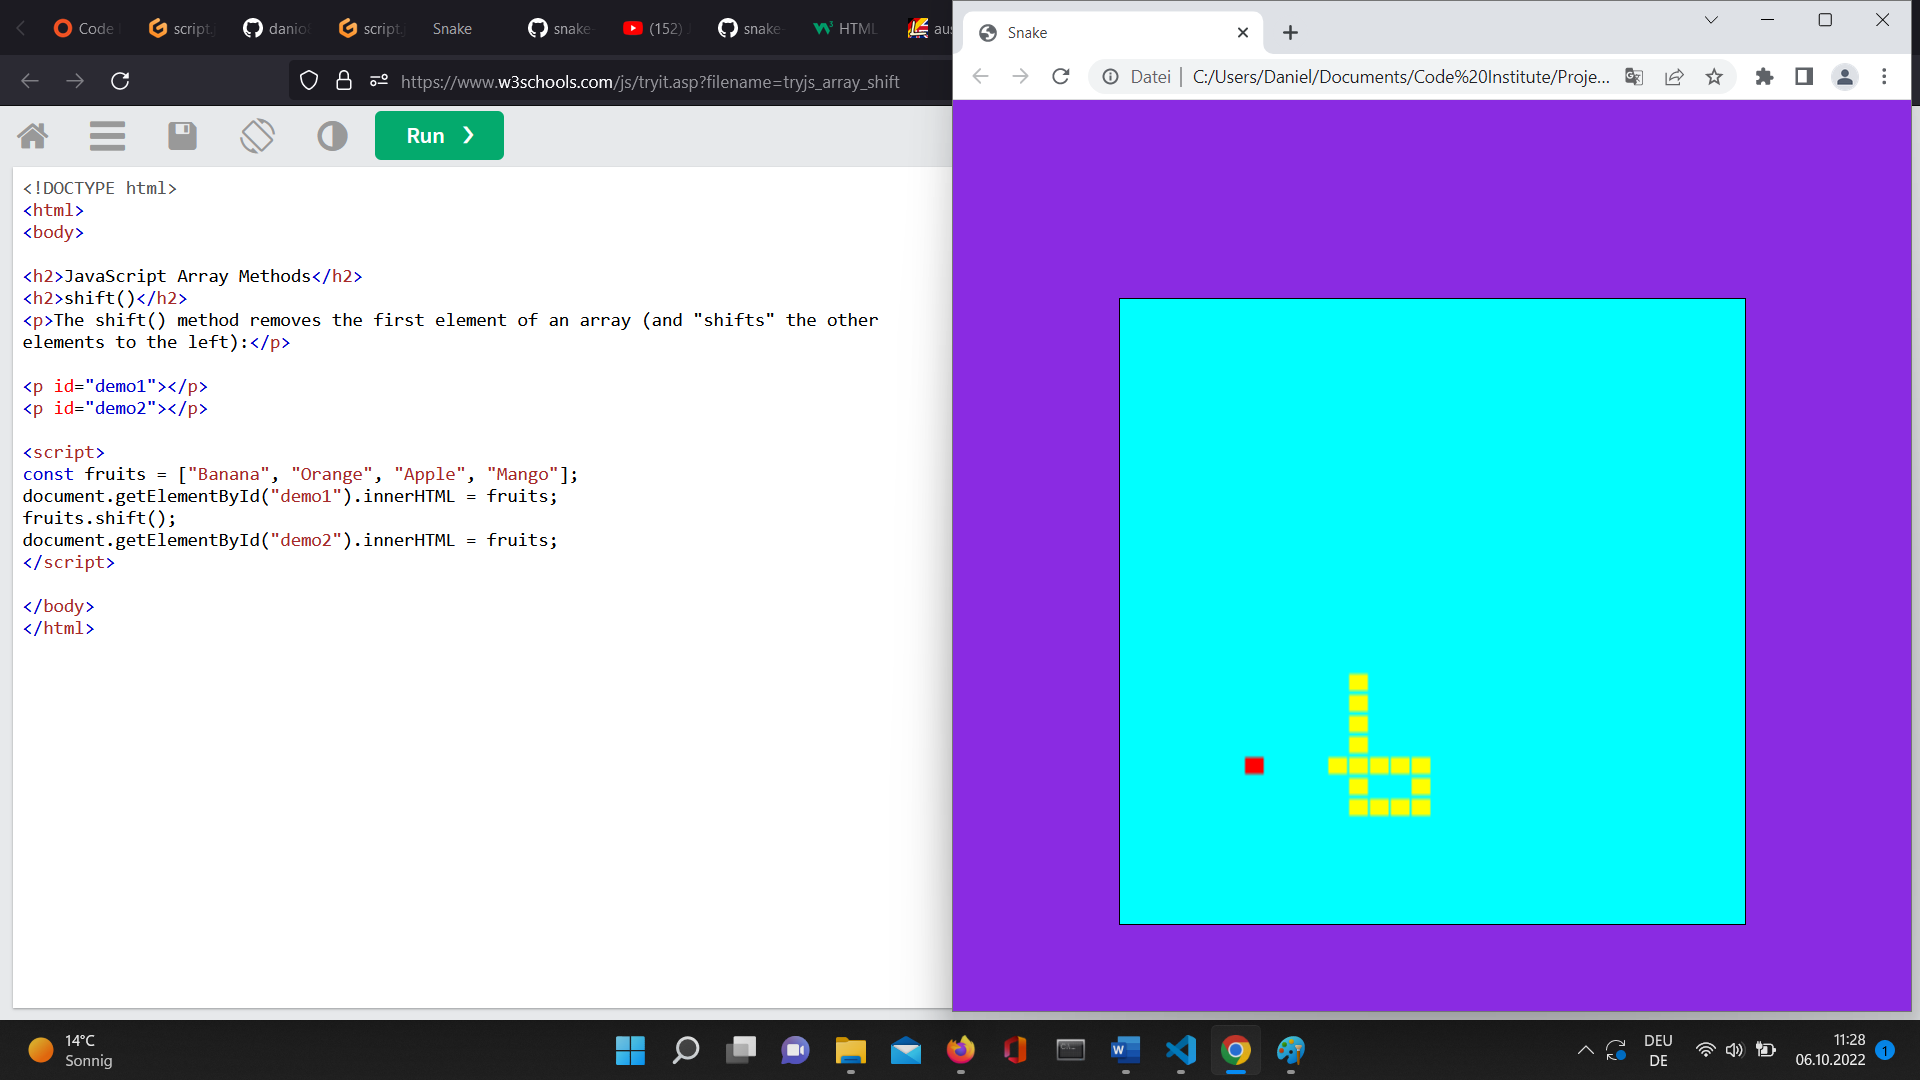 Code
script.
danio
script.
Snake
snake-
(152)
snake-
HTML
aus
https://www.w3schools.com/js/tryit.asp?filename=tryjs_array_shift
Run ❯
<!DOCTYPE html>
<html>
<body>
<h2>JavaScript Array Methods</h2>
<h2>shift()</h2>
<p>The shift() method removes the first element of an array (and "shifts" the other
elements to the left):</p>
<p id="demo1"></p>
<p id="demo2"></p>
<script>
const fruits = ["Banana", "Orange", "Apple", "Mango"];
document.getElementById("demo1").innerHTML = fruits;
fruits.shift();
document.getElementById("demo2").innerHTML = fruits;
</script>
</body>
</html>
Snake
Datei | C:/Users/Daniel/Documents/Code%20Institute/Proje...
14°C
Sonnig
DEU
DE
11:28
06.10.2022
1